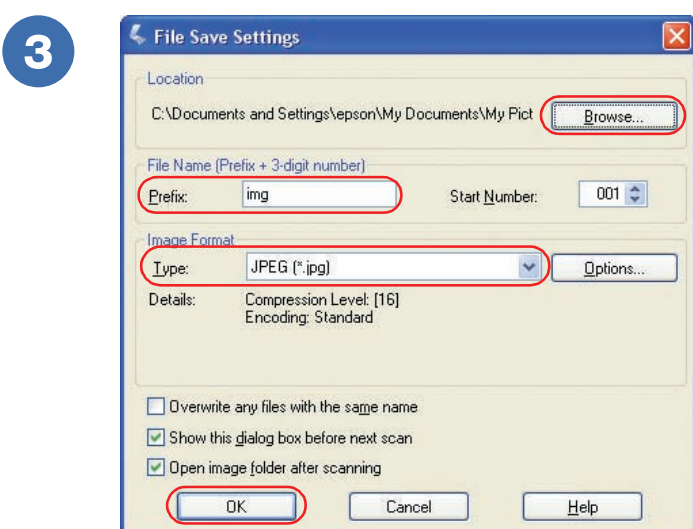 3
File Save Settings
Location
C:\Documents and Settings\epson\My Documents\My Pict Browse...
File Name (Prefix + 3-digit number)
Prefix: img Start Number: 001
Image Format
Type: JPEG (*.jpg) Options...
Details: Compression Level: [16]
Encoding: Standard
Overwrite any files with the same name
Show this dialog box before next scan
Open image folder after scanning
OK Cancel Help